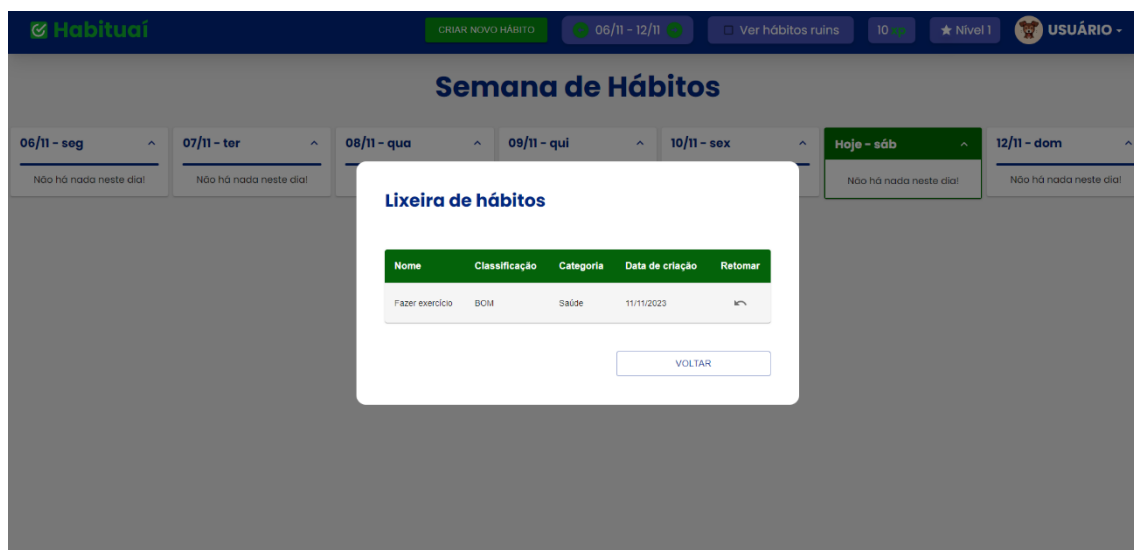 Habituaí
CRIAR NOVO HÁBITO
06/11 - 12/11
Ver hábitos ruins
10 xp
Nível 1
USUÁRIO
Semana de Hábitos
06/11 - seg
07/11 - ter
08/11 - qua
09/11 - qui
10/11 - sex
Hoje - sáb
12/11 - dom
Não há nada neste dia!
Não há nada neste dia!
Não há nada neste dia!
Não há nada neste dia!
Lixeira de hábitos
Nome Classificação Categoria Data de criação Retomar
Fazer exercício BOM Saúde 11/11/2023
VOLTAR